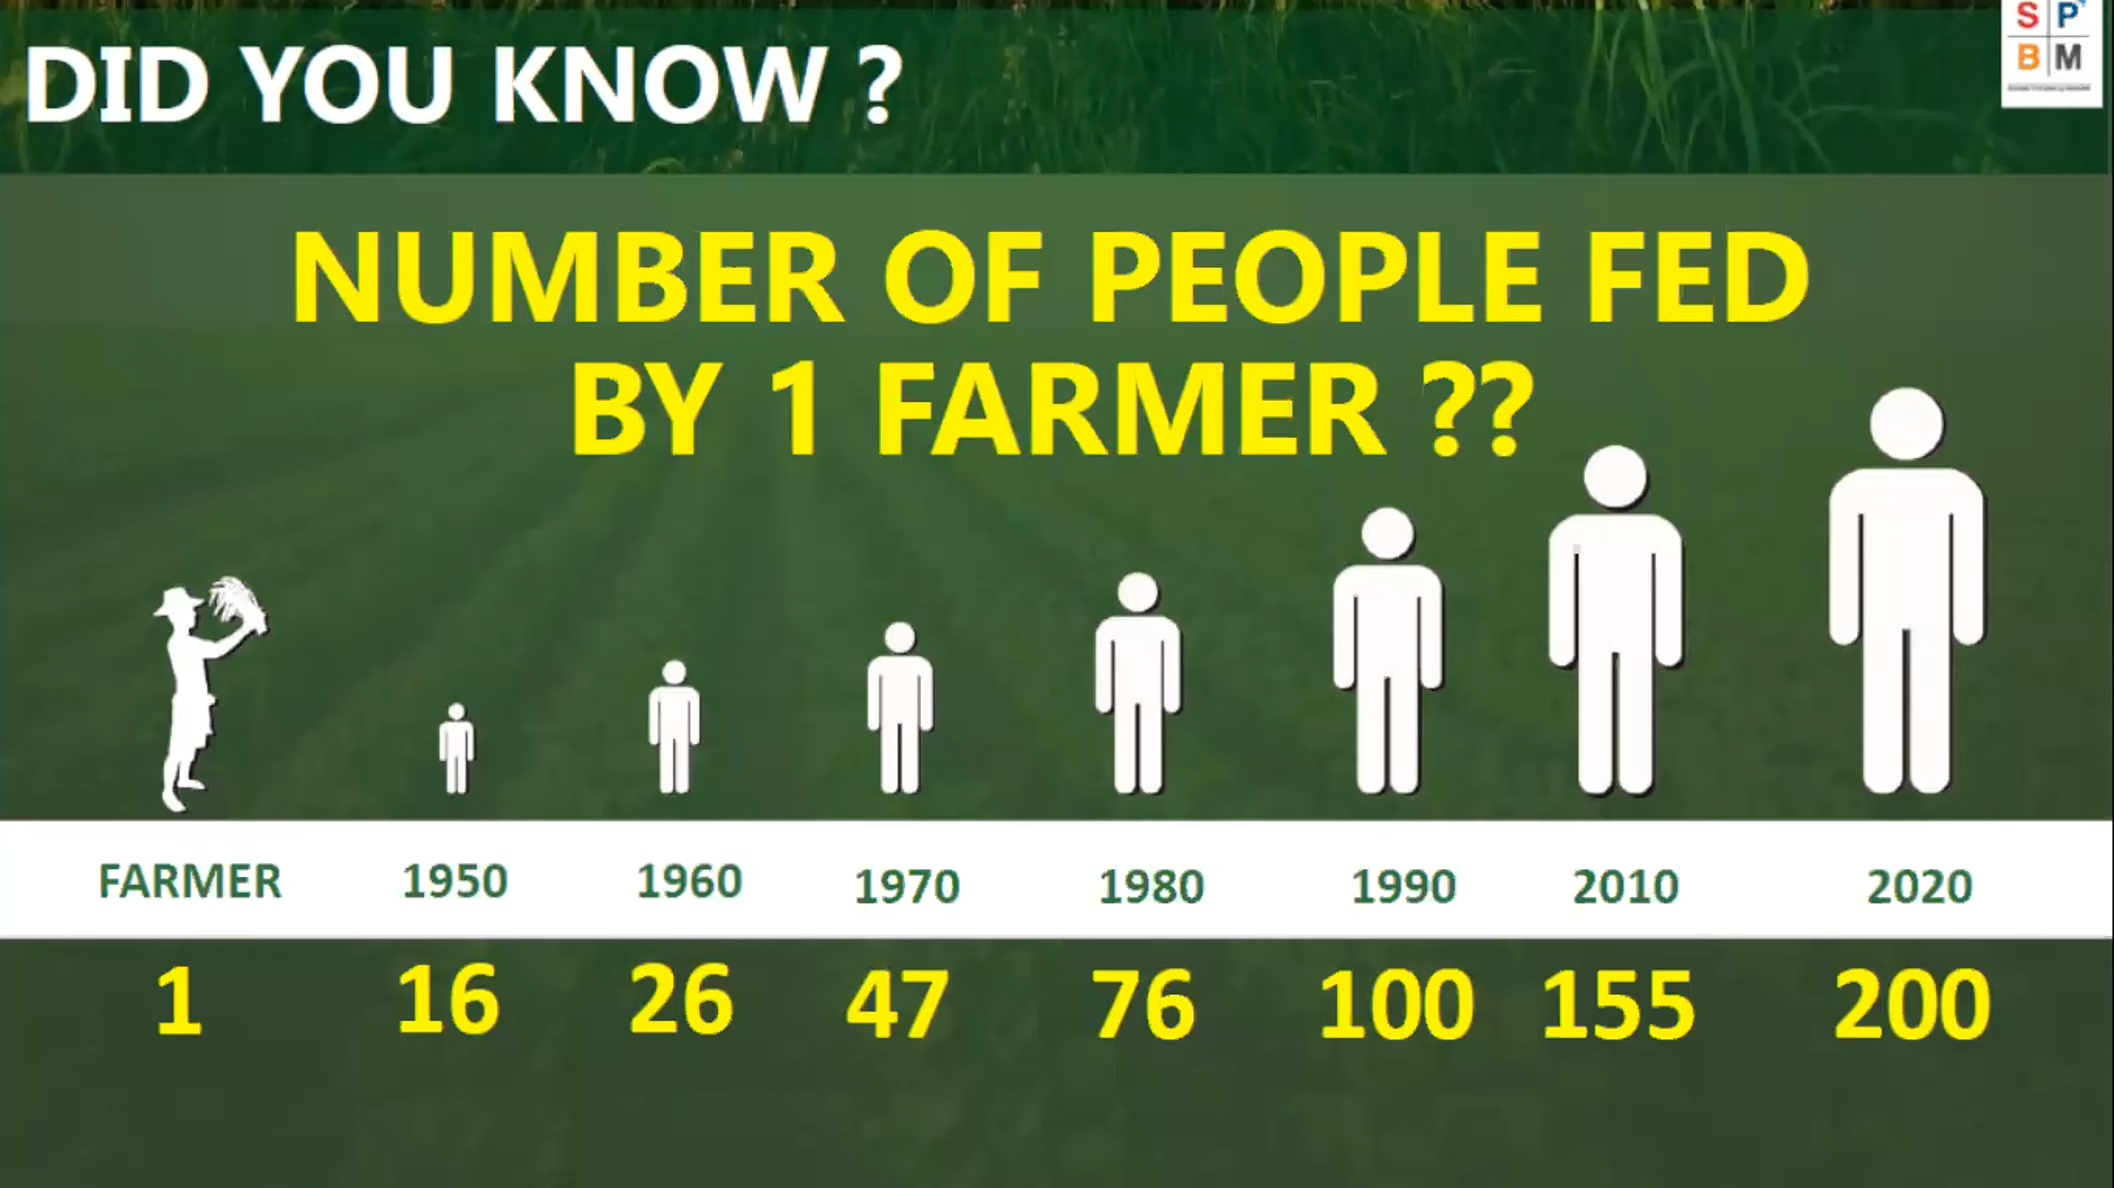 DID YOU KNOW ?
S P
B M
NUMBER OF PEOPLE FED
BY 1 FARMER ??
FARMER 1950 1960 1970 1980 1990 2010 2020
1 16 26 47 76 100 155 200